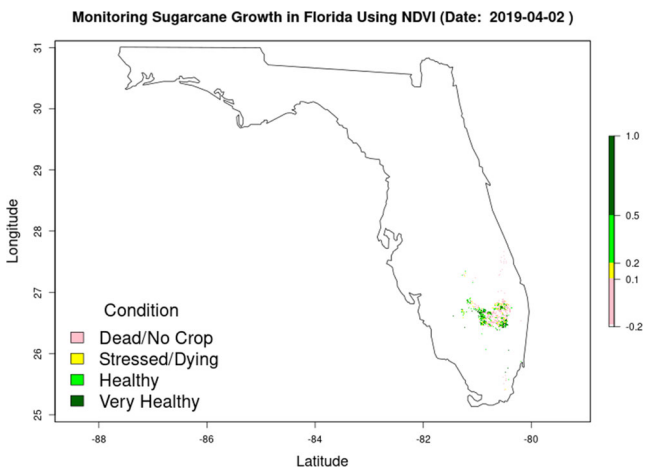 Monitoring Sugarcane Growth in Florida Using NDVI (Date:  2019-04-02 )
31
30
29
28
27
26
25
Longitude
-88
-86
-84
-82
-80
Latitude
Condition
Dead/No Crop
Stressed/Dying
Healthy
Very Healthy
1.0
0.5
0.2
0.1
-0.2